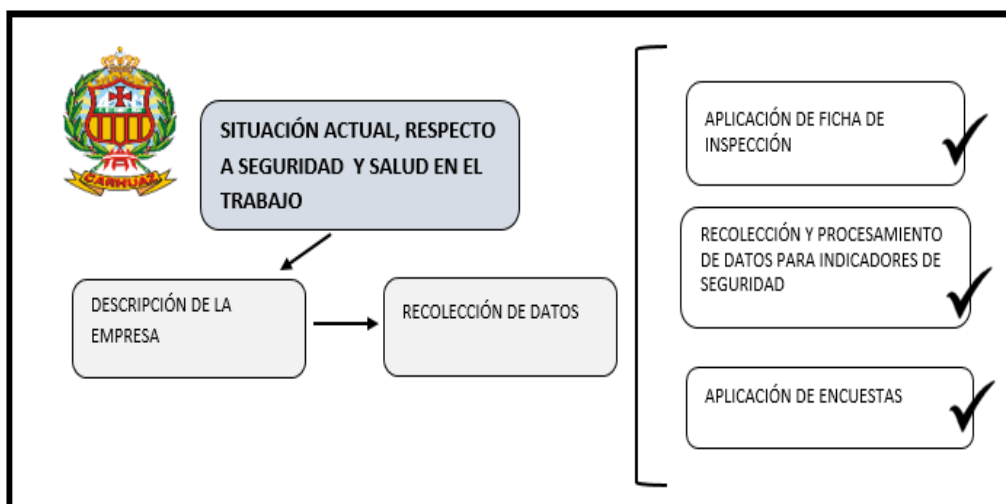 CARHUAZ
SITUACIÓN ACTUAL, RESPECTO
A SEGURIDAD Y SALUD EN EL
TRABAJO
DESCRIPCIÓN DE LA
EMPRESA
RECOLECCIÓN DE DATOS
APLICACIÓN DE FICHA DE
INSPECCIÓN
RECOLECCIÓN Y PROCESAMIENTO
DE DATOS PARA INDICADORES DE
SEGURIDAD
APLICACIÓN DE ENCUESTAS